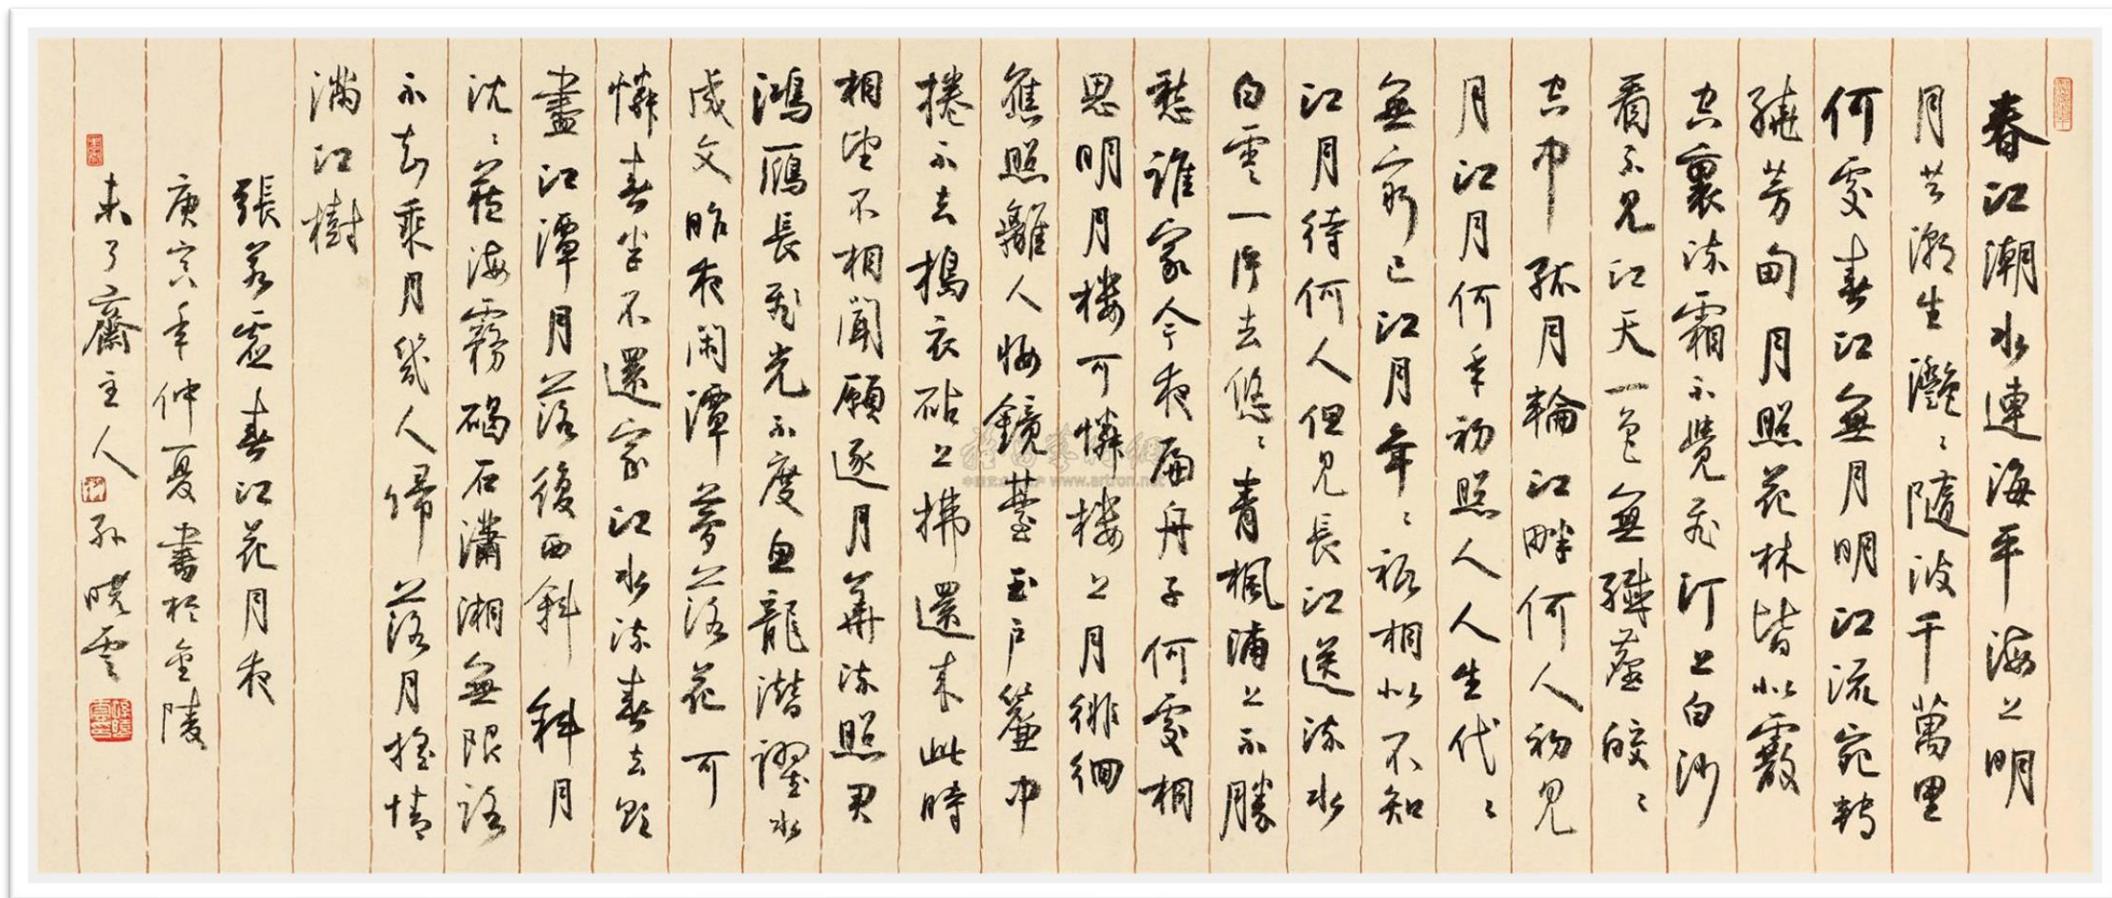 春江潮水連海平海上明
月共潮生灩〻隨波千萬里
何處春江無月明江流宛轉
繞芳甸月照花林皆似霰
空裏流霜不覺飛汀上白沙
看不見江天一色無纖塵皎〻
空中孤月輪江畔何人初見
月江月何年初照人人生代〻
無窮已江月年〻祗相似不知
江月待何人但見長江送流水
白雲一片去悠〻青楓浦上不勝
愁誰家今夜扁舟子何處相
思明月樓可憐樓上月徘徊
應照離人妝鏡臺玉戶簾中
捲不去搗衣砧上拂還來此時
相望不相聞願逐月華流照君
鴻鴈長飛光不度魚龍潛躍水
成文昨夜閑潭夢落花可
憐春半不還家江水流春去欲
盡江潭月落復西斜斜月
沈〻藏海霧碣石瀟湘無限路
不知乘月幾人歸落月搖情
滿江樹
張若虛春江花月夜
庚寅年仲夏書於金陵
未了齋主人孫曉雲
www.artron.net